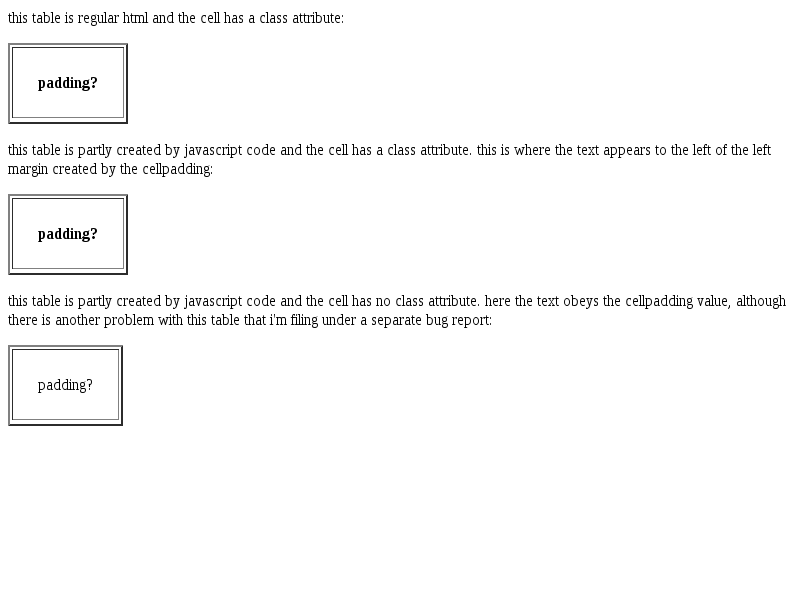 this table is regular html and the cell has a class attribute:
padding?
this table is partly created by javascript code and the cell has a class attribute. this is where the text appears to the left of the left
margin created by the cellpadding:
padding?
this table is partly created by javascript code and the cell has no class attribute. here the text obeys the cellpadding value, although
there is another problem with this table that i'm filing under a separate bug report:
padding?